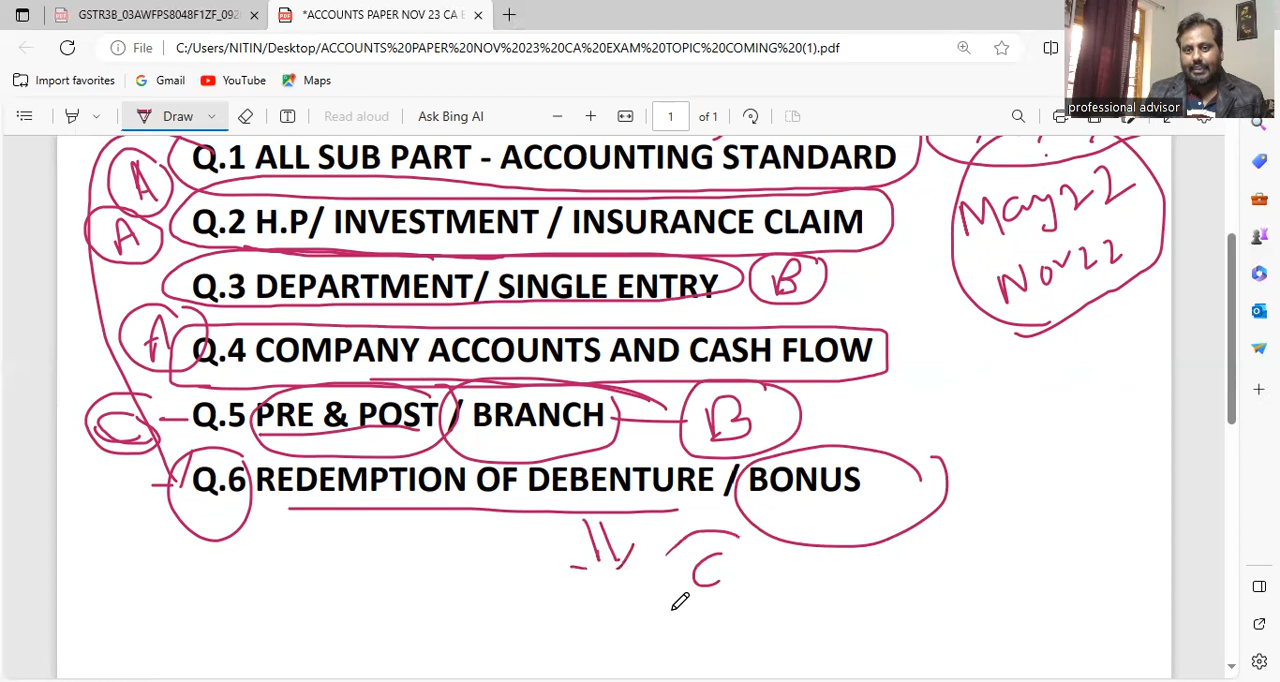 GSTR3B_03AWFPS8048F1ZF_092
*ACCOUNTS PAPER NOV 23 CA E
File C:/Users/NITIN/Desktop/ACCOUNTS%20PAPER%20NOV%2023%20CA%20EXAM%20TOPIC%20COMING%20(1).pdf
Import favorites Gmail YouTube Maps
professional advisor
Draw Read aloud Ask Bing AI 1 of 1
A Q.1 ALL SUB PART - ACCOUNTING STANDARD
A Q.2 H.P/ INVESTMENT / INSURANCE CLAIM
May 22
Nov 22
Q.3 DEPARTMENT/ SINGLE ENTRY B
A Q.4 COMPANY ACCOUNTS AND CASH FLOW
C Q.5 PRE & POST / BRANCH B
Q.6 REDEMPTION OF DEBENTURE / BONUS
C